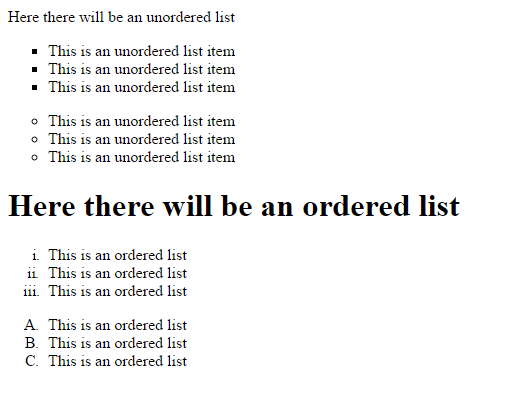 Here there will be an unordered list
▪ This is an unordered list item
▪ This is an unordered list item
▪ This is an unordered list item
◦ This is an unordered list item
◦ This is an unordered list item
◦ This is an unordered list item
Here there will be an ordered list
i. This is an ordered list
ii. This is an ordered list
iii. This is an ordered list
A. This is an ordered list
B. This is an ordered list
C. This is an ordered list